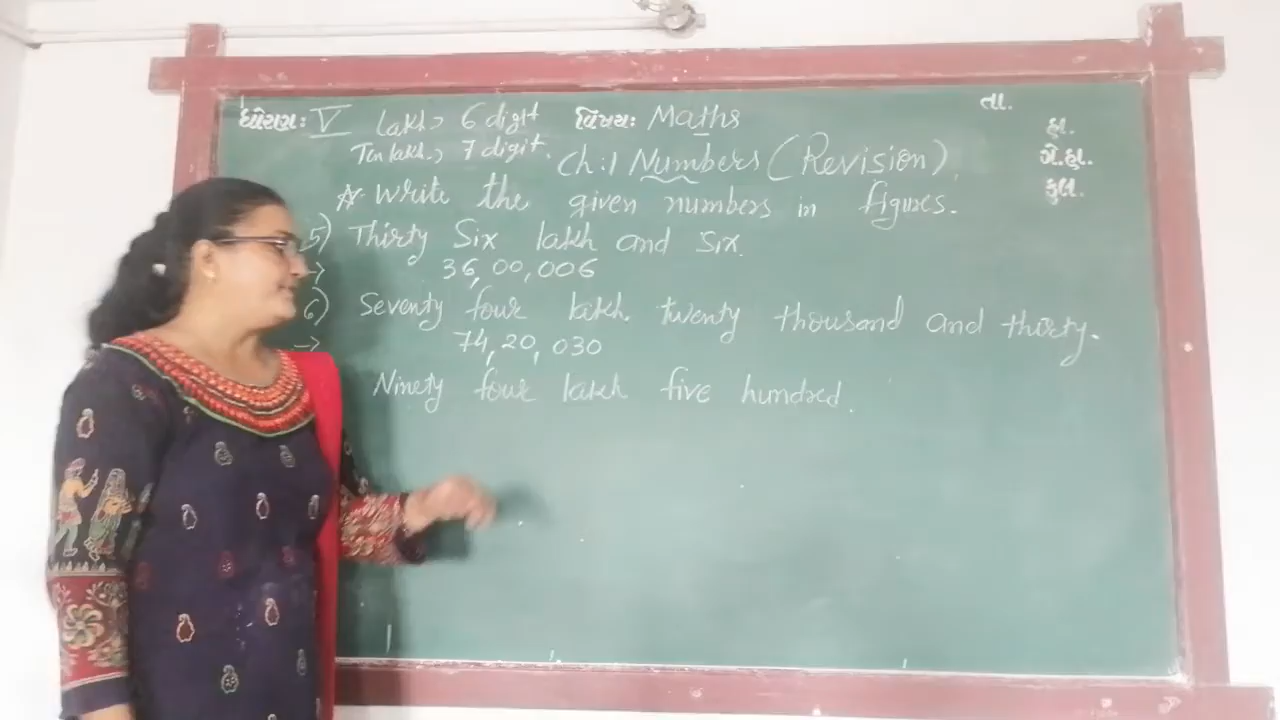 ધોરણ: V Lakh > 6 digit વિષય: Maths તા.
Ten lakh > 7 digit. Ch:1 Numbers (Revision).
હા.
ગે.હા.
કુલ.
* Write the given numbers in figures.
5) Thirty Six lakh and Six.
→ 36,00,006
6) Seventy four lakh twenty thousand and thirty.
→ 74,20,030
Ninety four lakh five hundred.